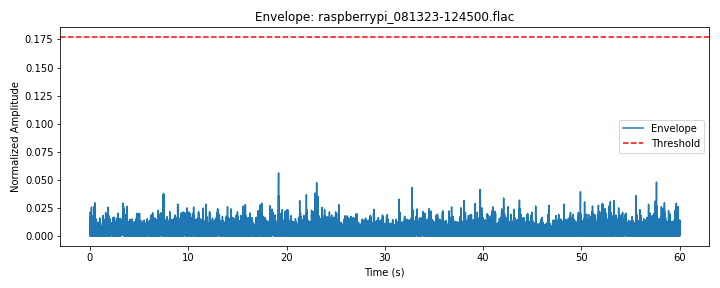 Envelope: raspberrypi_081323-124500.flac
Normalized Amplitude
0.175
0.150
0.125
0.100
0.075
0.050
0.025
0.000
Envelope
Threshold
0 10 20 30 40 50 60
Time (s)